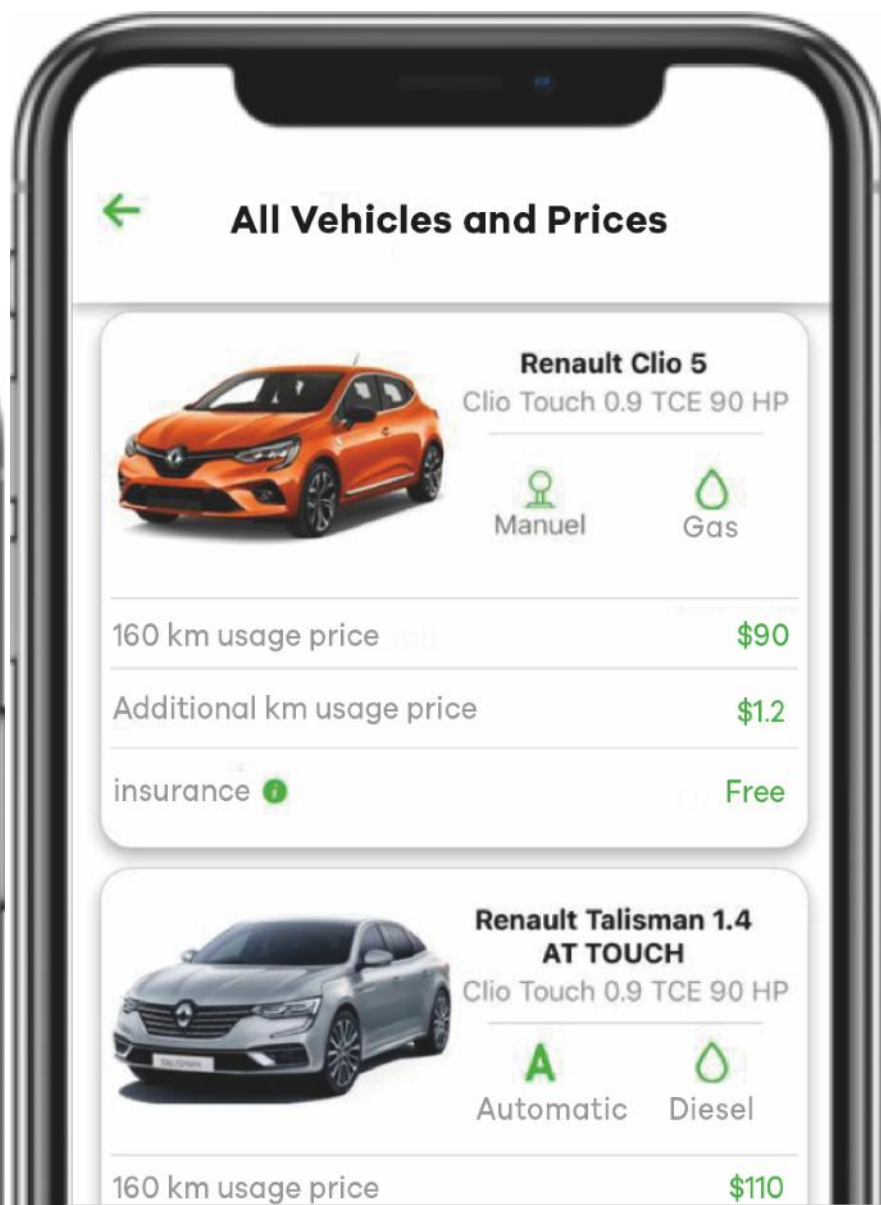 All Vehicles and Prices
Renault Clio 5
Clio Touch 0.9 TCE 90 HP
Manuel
Gas
160 km usage price
$90
Additional km usage price
$1.2
insurance
Free
Renault Talisman 1.4
AT TOUCH
Clio Touch 0.9 TCE 90 HP
Automatic
Diesel
TALISMAN
160 km usage price
$110